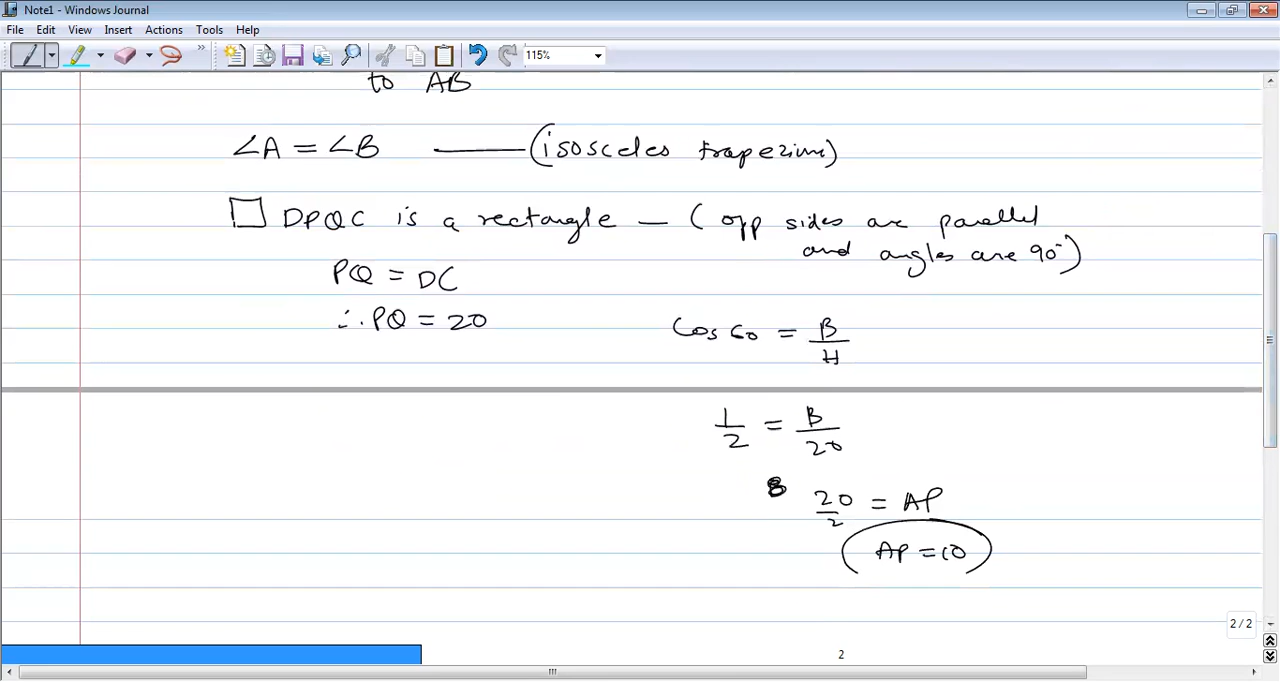 Note1 - Windows Journal
File Edit View Insert Actions Tools Help
115%
to AB
∠A = ∠B —— (isosceles trapezium)
□ DPQC is a rectangle — ( opp sides are parallel
and angles are 90°)
PQ = DC
∴ PQ = 20
Cos 60 = B/H
1/2 = B/20
20/2 = AP
AP = 10
2 / 2
2